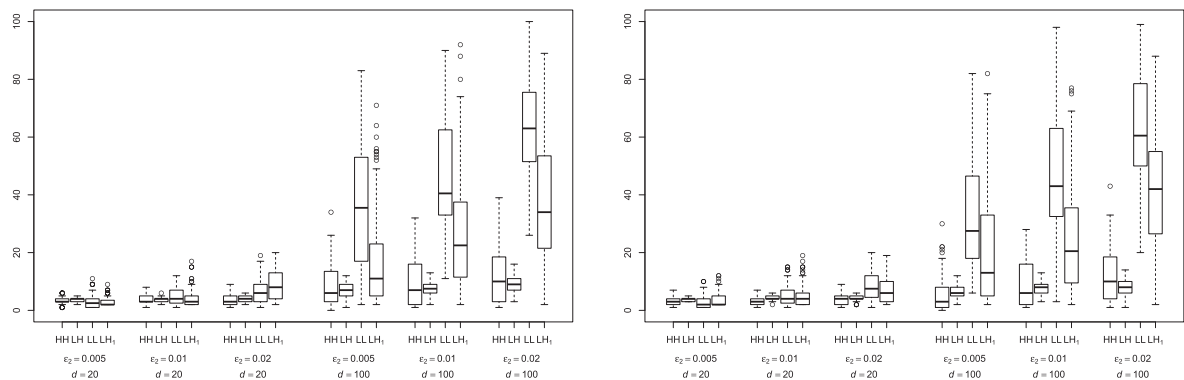 100
80
60
40
20
0
HH LH LL LH₁ HH LH LL LH₁ HH LH LL LH₁ HH LH LL LH₁ HH LH LL LH₁ HH LH LL LH₁
ε₂ = 0.005 ε₂ = 0.01 ε₂ = 0.02 ε₂ = 0.005 ε₂ = 0.01 ε₂ = 0.02
d = 20 d = 20 d = 20 d = 100 d = 100 d = 100
100
80
60
40
20
0
HH LH LL LH₁ HH LH LL LH₁ HH LH LL LH₁ HH LH LL LH₁ HH LH LL LH₁ HH LH LL LH₁
ε₂ = 0.005 ε₂ = 0.01 ε₂ = 0.02 ε₂ = 0.005 ε₂ = 0.01 ε₂ = 0.02
d = 20 d = 20 d = 20 d = 100 d = 100 d = 100